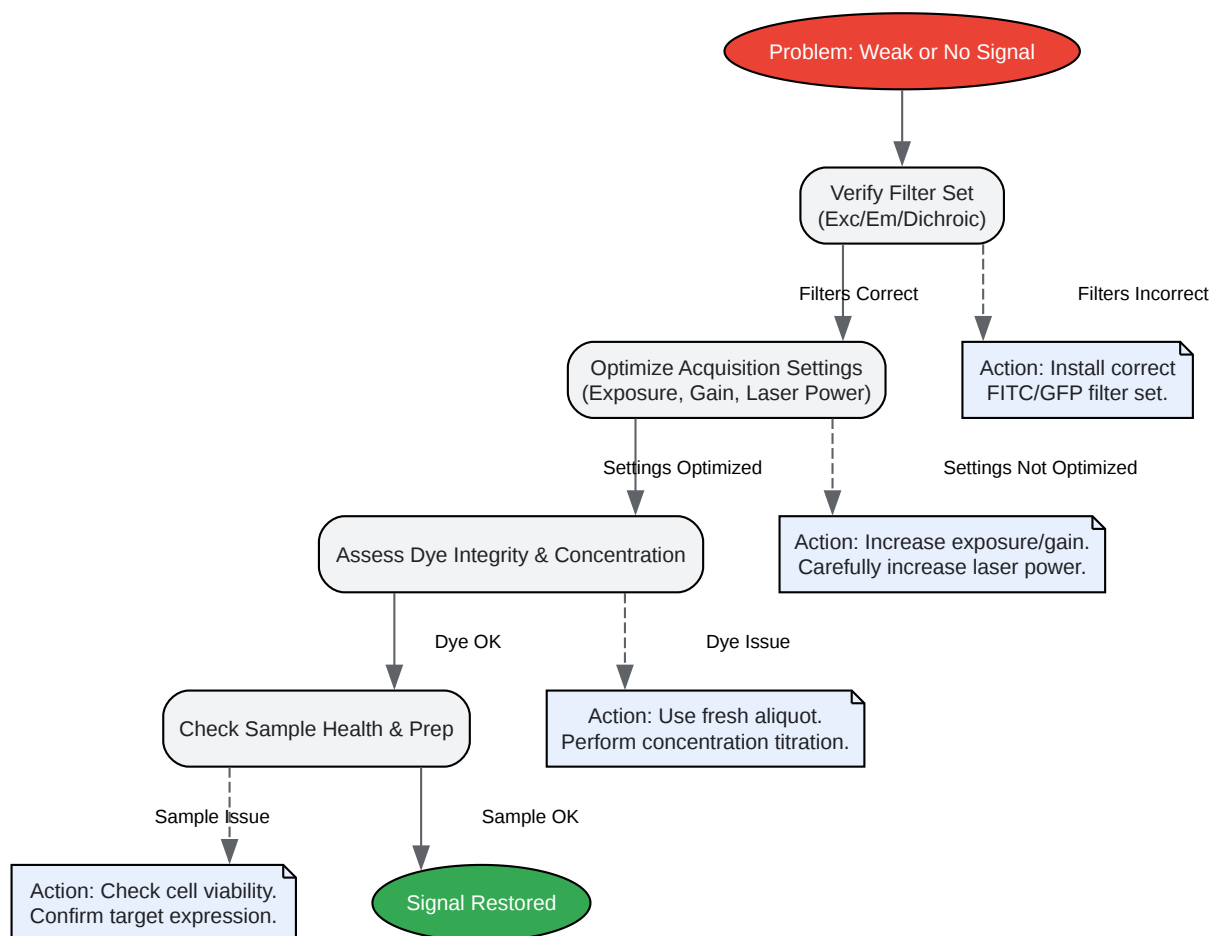 Problem: Weak or No Signal
Verify Filter Set
(Exc/Em/Dichroic)
Filters Correct
Filters Incorrect
Optimize Acquisition Settings
(Exposure, Gain, Laser Power)
Action: Install correct
FITC/GFP filter set.
Settings Optimized
Settings Not Optimized
Assess Dye Integrity & Concentration
Action: Increase exposure/gain.
Carefully increase laser power.
Dye OK
Dye Issue
Check Sample Health & Prep
Action: Use fresh aliquot.
Perform concentration titration.
Sample Issue
Sample OK
Action: Check cell viability.
Confirm target expression.
Signal Restored